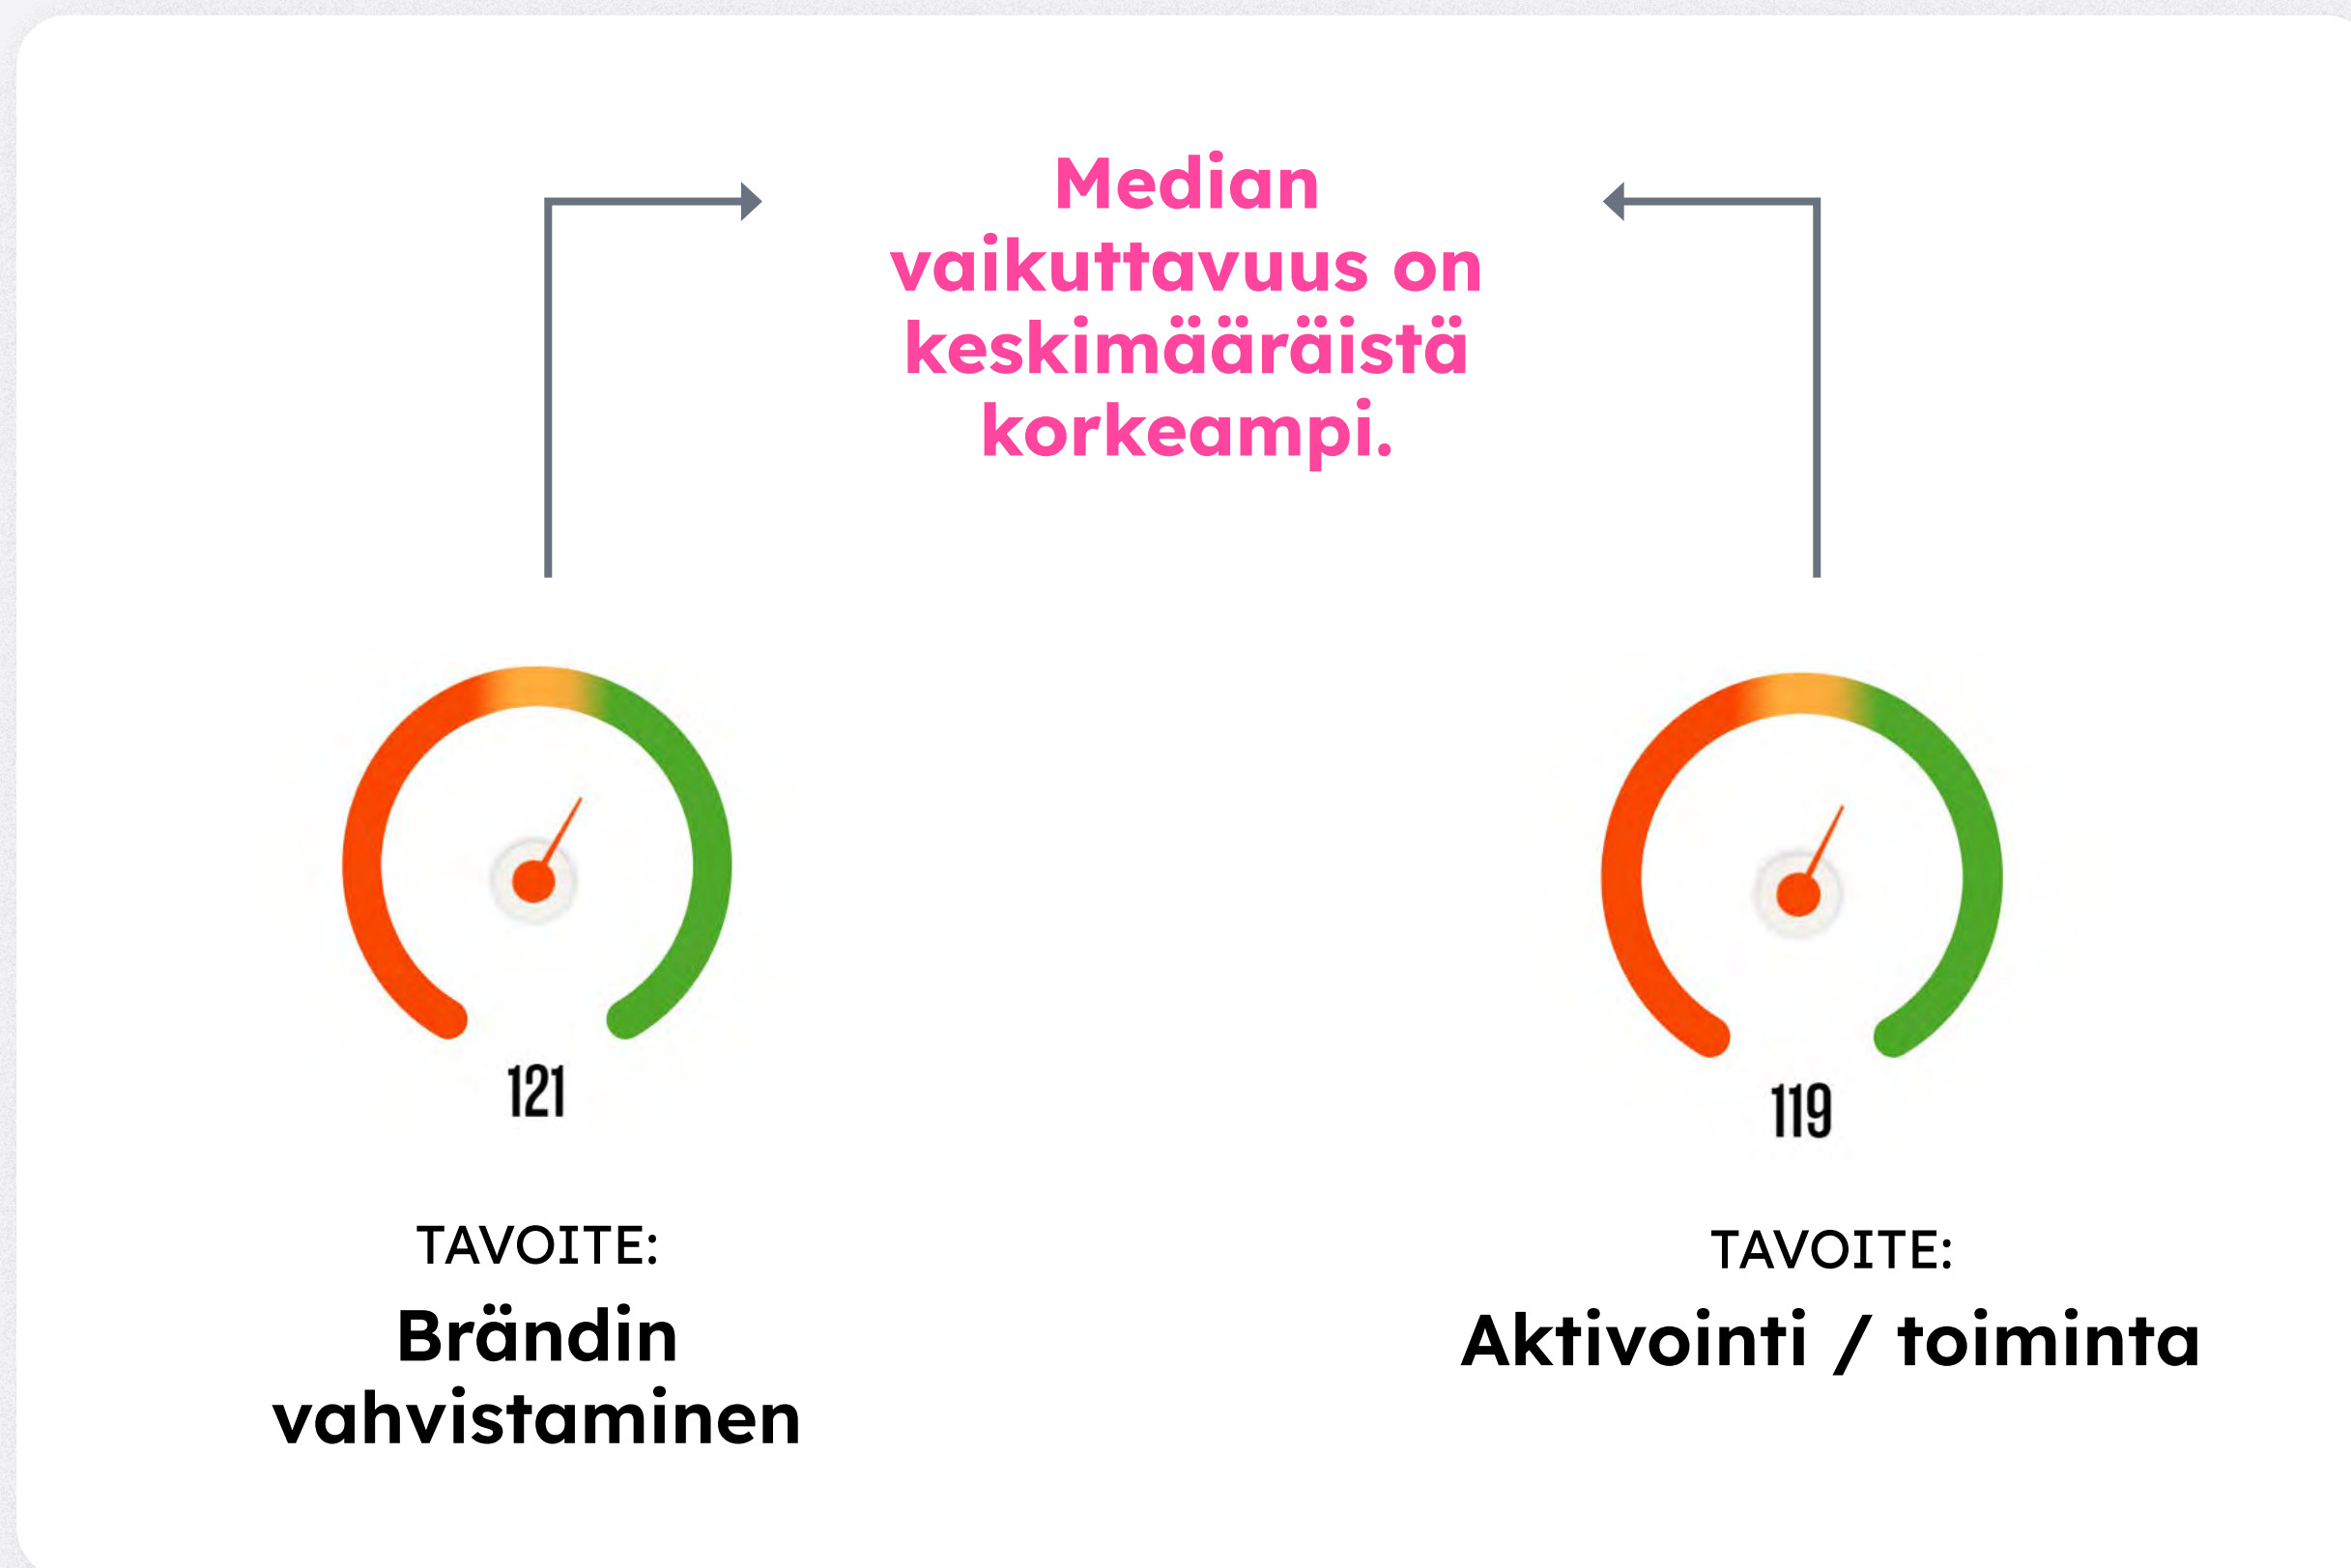 Median
vaikuttavuus on
keskimääräistä
korkeampi.
121
TAVOITE:
Brändin
vahvistaminen
119
TAVOITE:
Aktivointi / toiminta